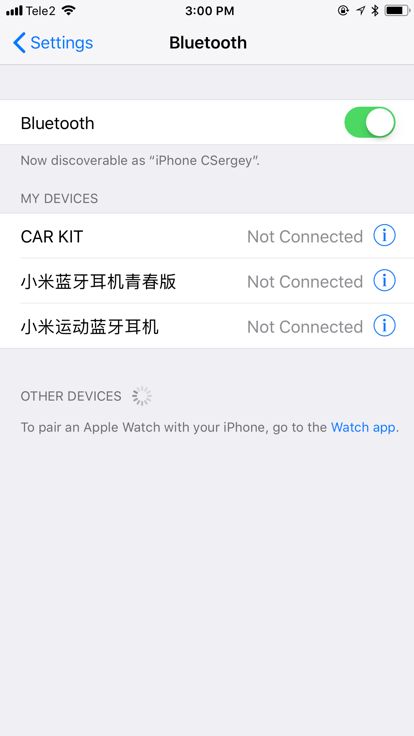 Tele2 3:00 PM
Settings Bluetooth
Bluetooth
Now discoverable as “iPhone CSergey”.
MY DEVICES
CAR KIT Not Connected
小米蓝牙耳机青春版 Not Connected
小米运动蓝牙耳机 Not Connected
OTHER DEVICES
To pair an Apple Watch with your iPhone, go to the Watch app.